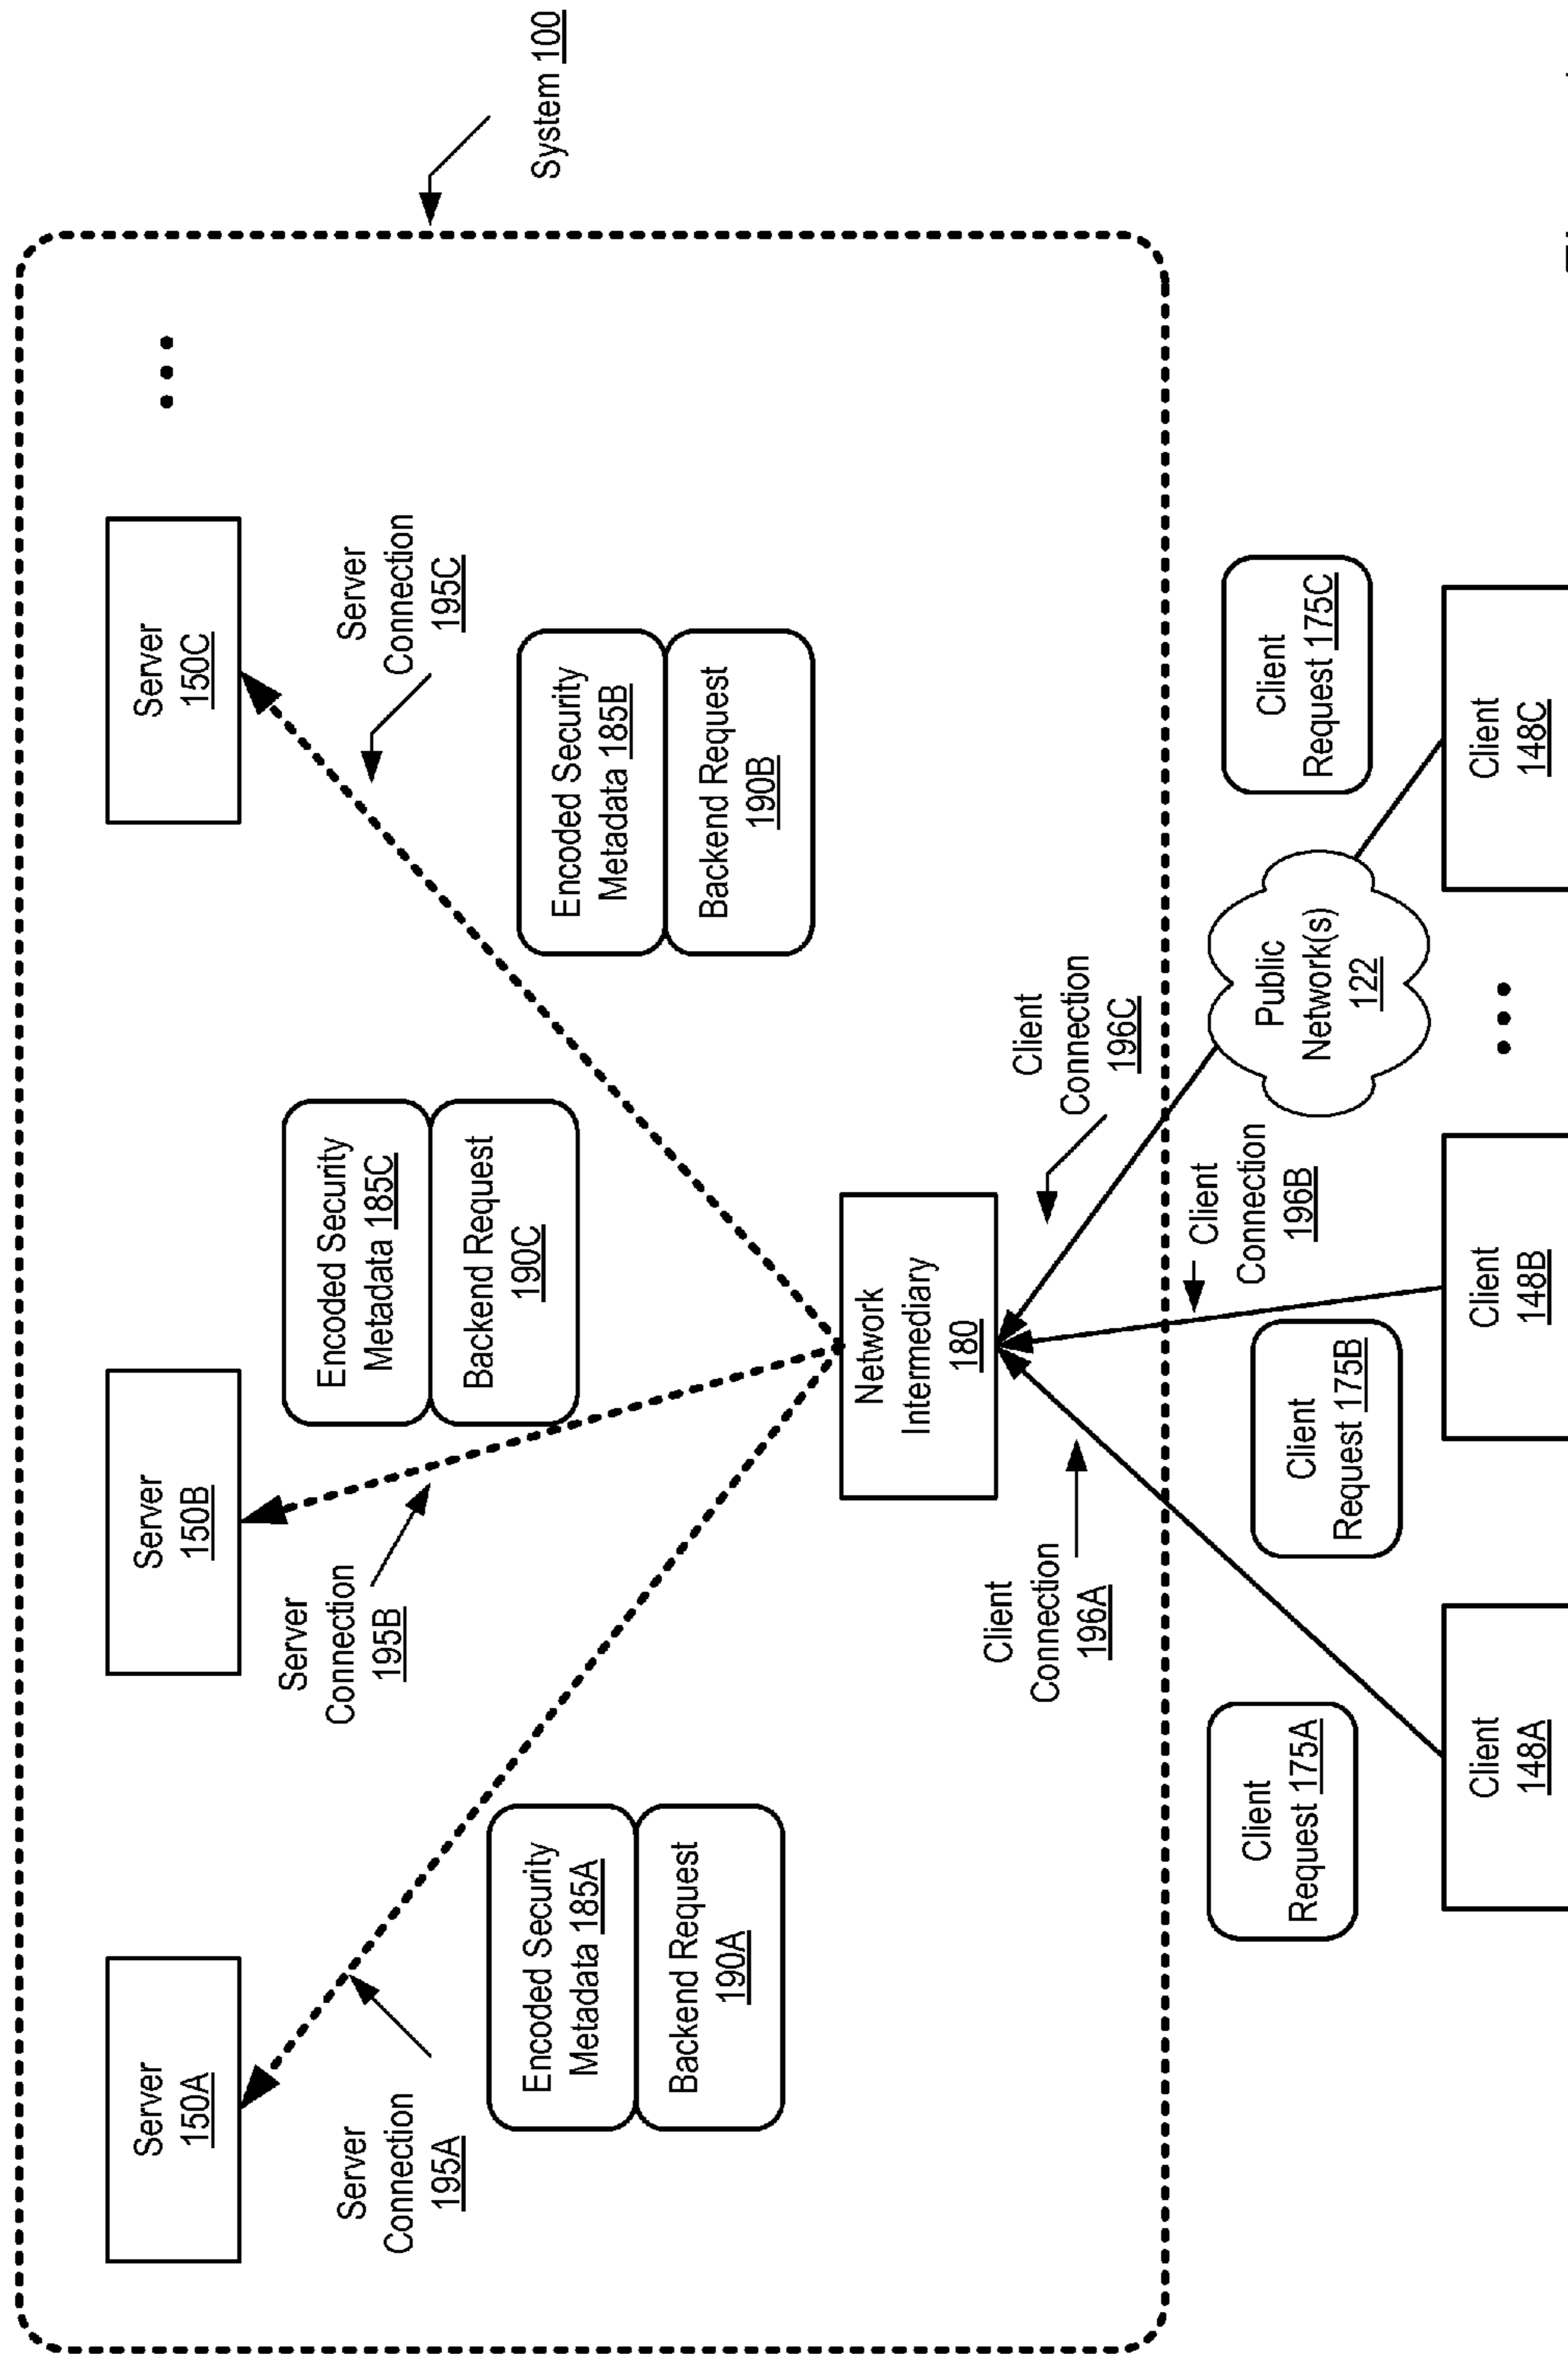 System 100
Server
150A
Server
150B
Server
150C
Server
Connection
195A
Server
Connection
195B
Server
Connection
195C
Encoded Security
Metadata 185A
Backend Request
190A
Encoded Security
Metadata 185C
Backend Request
190C
Encoded Security
Metadata 185B
Backend Request
190B
Network
Intermediary
180
Client
Connection
196A
Client
Connection
196B
Client
Connection
196C
Client
Request 175A
Client
Request 175B
Client
Request 175C
Public
Network(s)
122
Client
148A
Client
148B
Client
148C